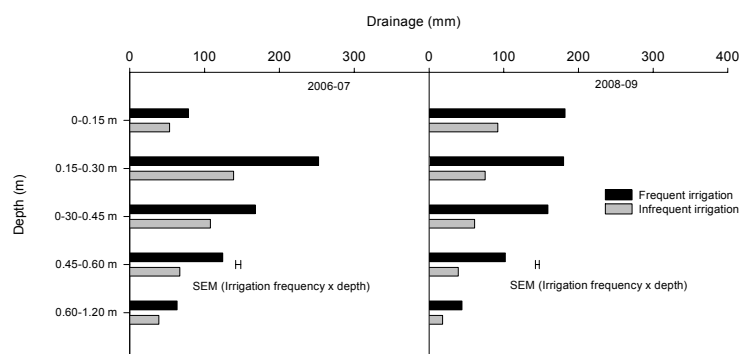 Drainage (mm)
0 100 200 300 0 100 200 300 400
2006-07 2008-09
Depth (m)
0-0.15 m
0.15-0.30 m
0-30-0.45 m
0.45-0.60 m
0.60-1.20 m
Frequent irrigation
Infrequent irrigation
SEM (Irrigation frequency x depth) SEM (Irrigation frequency x depth)